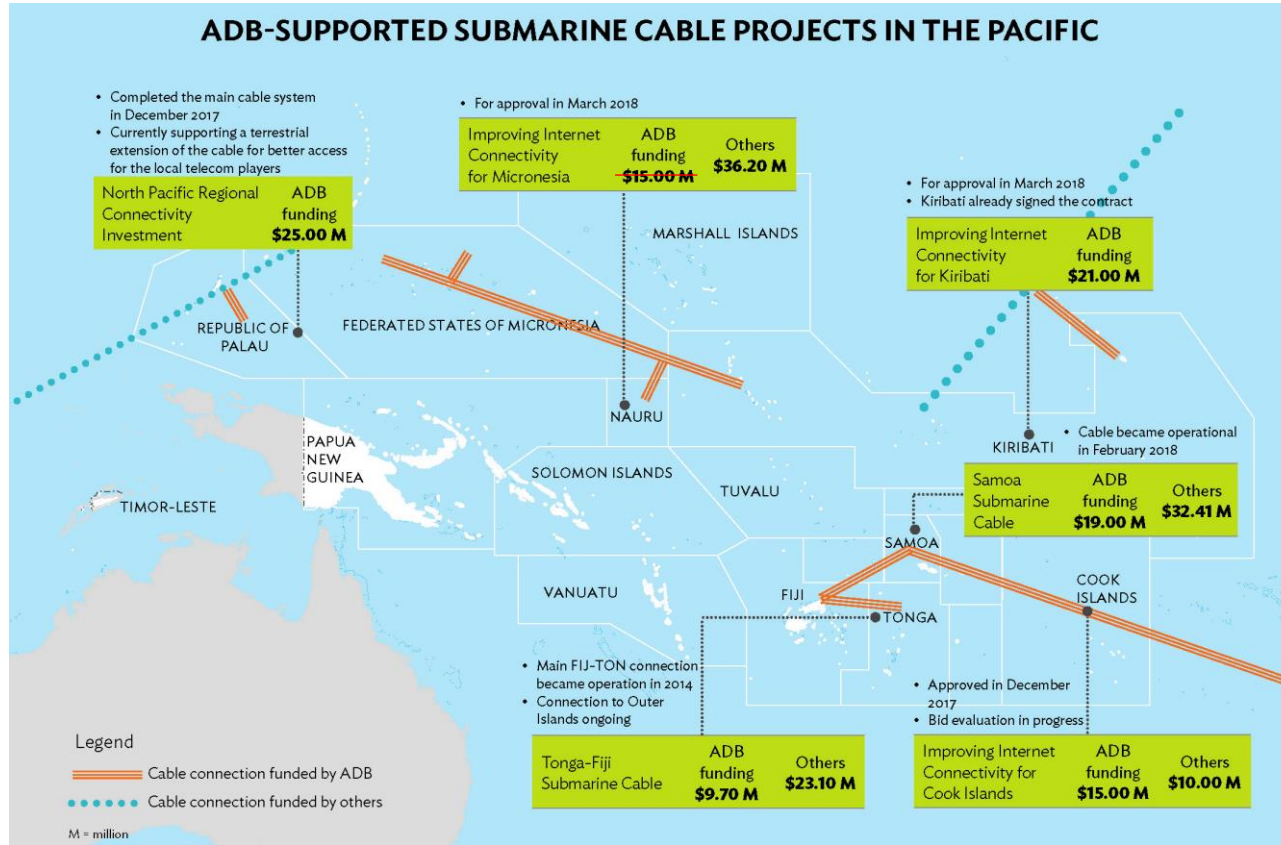 ADB-SUPPORTED SUBMARINE CABLE PROJECTS IN THE PACIFIC
• Completed the main cable system
in December 2017
• Currently supporting a terrestrial
extension of the cable for better access
for the local telecom players
North Pacific Regional
Connectivity
Investment
ADB
funding
$25.00 M
• For approval in March 2018
Improving Internet
Connectivity
for Micronesia
ADB
funding
$15.00 M
Others
$36.20 M
• For approval in March 2018
• Kiribati already signed the contract
Improving Internet
Connectivity
for Kiribati
ADB
funding
$21.00 M
MARSHALL ISLANDS
REPUBLIC OF
PALAU
FEDERATED STATES OF MICRONESIA
NAURU
KIRIBATI
• Cable became operational
in February 2018
Samoa
Submarine
Cable
ADB
funding
$19.00 M
Others
$32.41 M
PAPUA
NEW
GUINEA
SOLOMON ISLANDS
TUVALU
TIMOR-LESTE
SAMOA
VANUATU
FIJI
TONGA
COOK
ISLANDS
• Main FIJ-TON connection
became operation in 2014
• Connection to Outer
Islands ongoing
Tonga-Fiji
Submarine Cable
ADB
funding
$9.70 M
Others
$23.10 M
• Approved in December
2017
• Bid evaluation in progress
Improving Internet
Connectivity for
Cook Islands
ADB
funding
$15.00 M
Others
$10.00 M
Legend
Cable connection funded by ADB
Cable connection funded by others
M = million